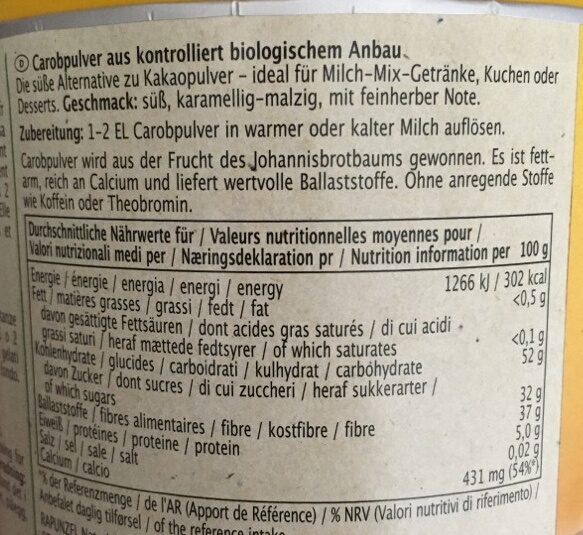 D Carobpulver aus kontrolliert biologischem Anbau.
Die süße Alternative zu Kakaopulver – ideal für Milch-Mix-Getränke, Kuchen oder
Desserts. Geschmack: süß, karamellig-malzig, mit feinherber Note.
Zubereitung: 1-2 EL Carobpulver in warmer oder kalter Milch auflösen.
Carobpulver wird aus der Frucht des Johannisbrotbaums gewonnen. Es ist fett-
arm, reich an Calcium und liefert wertvolle Ballaststoffe. Ohne anregende Stoffe
wie Koffein oder Theobromin.
Durchschnittliche Nährwerte für / Valeurs nutritionnelles moyennes pour /
Valori nutrizionali medi per / Næringsdeklaration pr / Nutrition information per 100 g
Energie / énergie / energia / energi / energy 1266 kJ / 302 kcal
Fett / matières grasses / grassi / fedt / fat <0,5 g
davon gesättigte Fettsäuren / dont acides gras saturés / di cui acidi
grassi saturi / heraf mættede fedtsyrer / of which saturates <0,1 g
Kohlenhydrate / glucides / carboidrati / kulhydrat / carbohydrate 52 g
davon Zucker / dont sucres / di cui zuccheri / heraf sukkerarter /
of which sugars 32 g
Ballaststoffe / fibres alimentaires / fibre / kostfibre / fibre 37 g
Eiweiß / protéines / proteine / protein 5,0 g
Salz / sel / sale / salt 0,02 g
Calcium / calcio 431 mg (54%*)
*% der Referenzmenge / de l'AR (Apport de Référence) / % NRV (Valori nutritivi di riferimento) /
Anbefalet daglig tilførsel / of the reference intake
RAPUNZEL